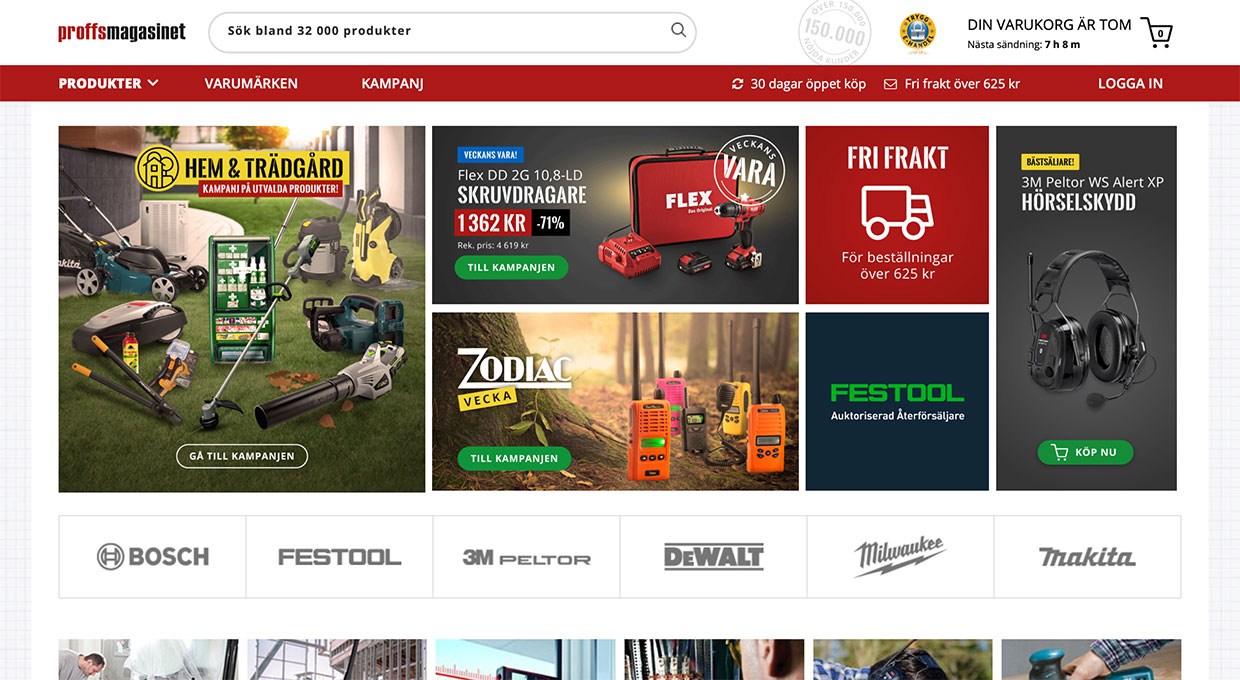 proffsmagasinet
Sök bland 32 000 produkter
ÖVER 150.000
150.000
NÖJDA KUNDER
TRYGG
E-HANDEL
DIN VARUKORG ÄR TOM
Nästa sändning: 7 h 8 m
0
PRODUKTER
VARUMÄRKEN
KAMPANJ
30 dagar öppet köp
Fri frakt över 625 kr
LOGGA IN
HEM & TRÄDGÅRD
KAMPANJ PÅ UTVALDA PRODUKTER!
makita
GÅ TILL KAMPANJEN
VECKANS VARA!
Flex DD 2G 10,8-LD
SKRUVDRAGARE
1 362 KR -71%
Rek. pris: 4 619 kr
TILL KAMPANJEN
FLEX
Das Original
VECKANS
VARA
FRI FRAKT
För beställningar
över 625 kr
BÄSTSÄLJARE!
3M Peltor WS Alert XP
HÖRSELSKYDD
KÖP NU
ZODIAC
VECKA
TILL KAMPANJEN
FESTOOL
Auktoriserad Återförsäljare
BOSCH
FESTOOL
3M PELTOR
DEWALT
Milwaukee
makita